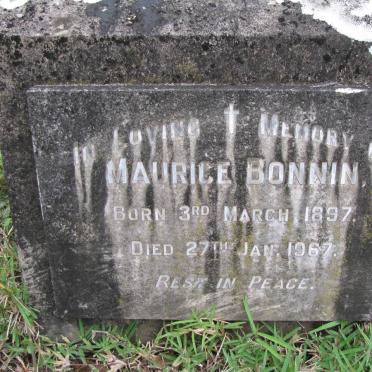 IN LOVING MEMORY
MAURICE BONNIN,
BORN 3RD MARCH 1897.
DIED 27TH JAN. 1967.
REST IN PEACE.